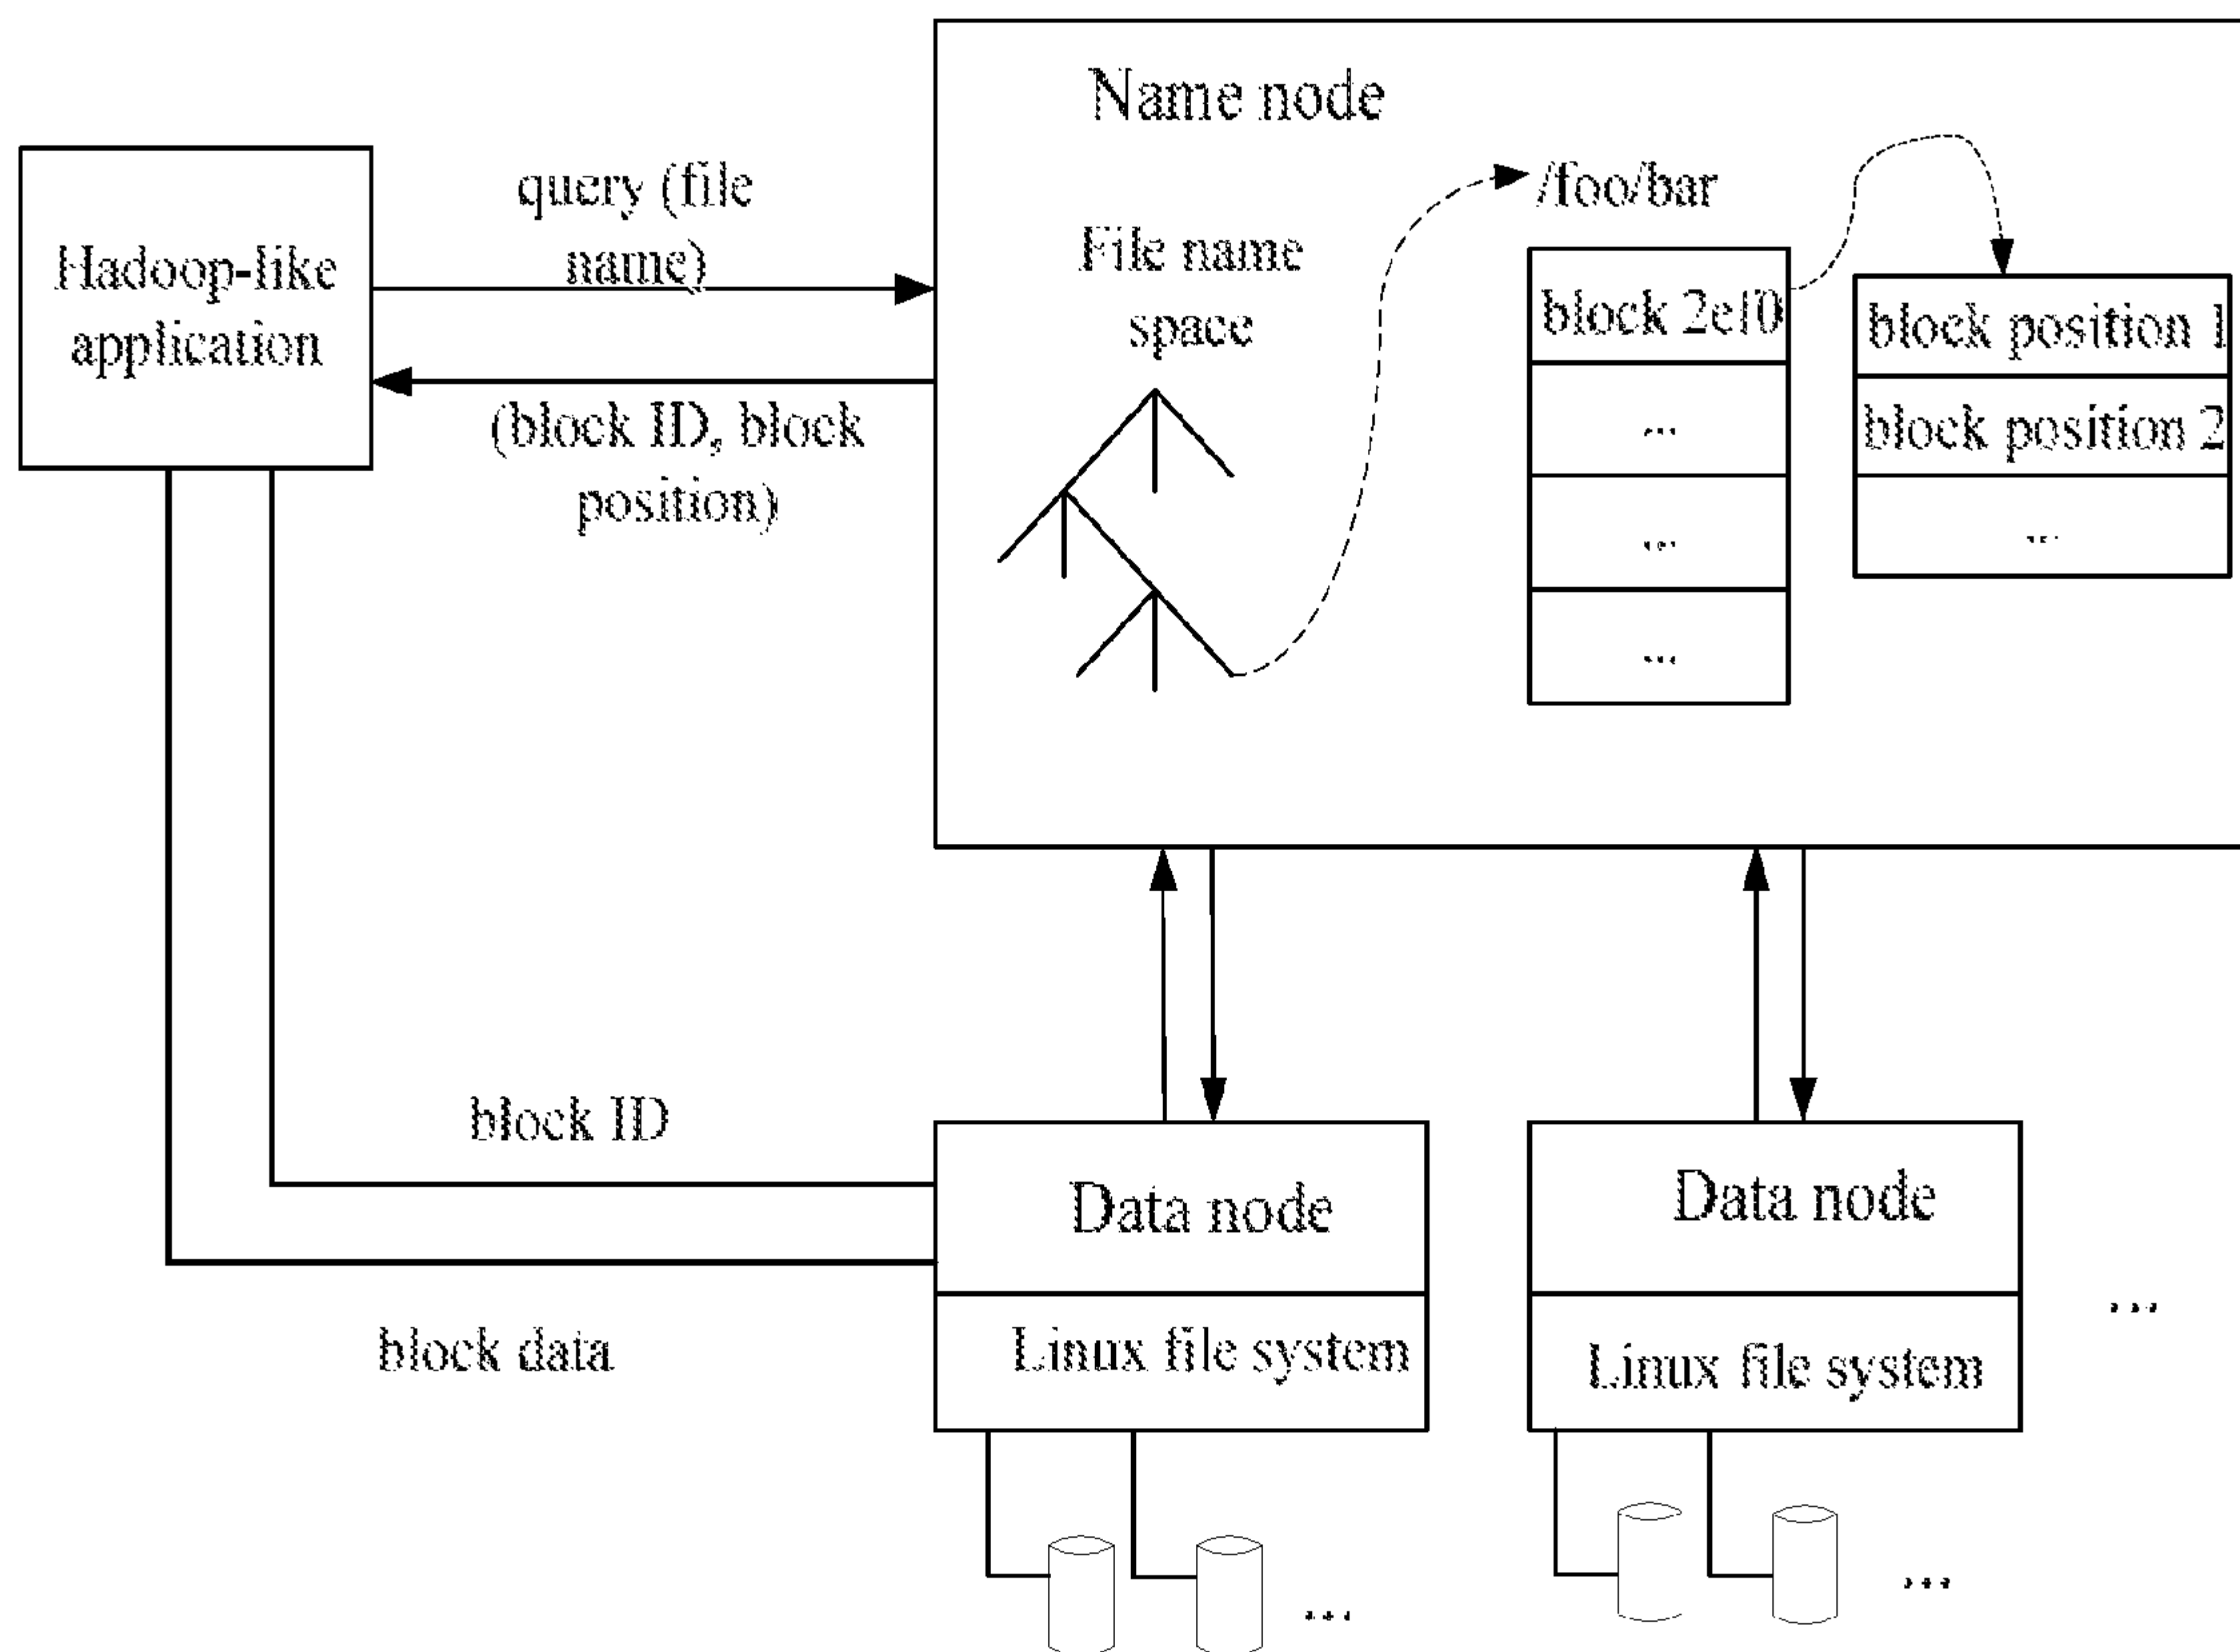 Name node
Hadoop-like
application
query (file
name)
(block ID, block
position)
File name
space
/foo/bar
block 2ef0
...
...
...
block position 1
block position 2
...
block ID
block data
Data node
Linux file system
...
Data node
Linux file system
...
...